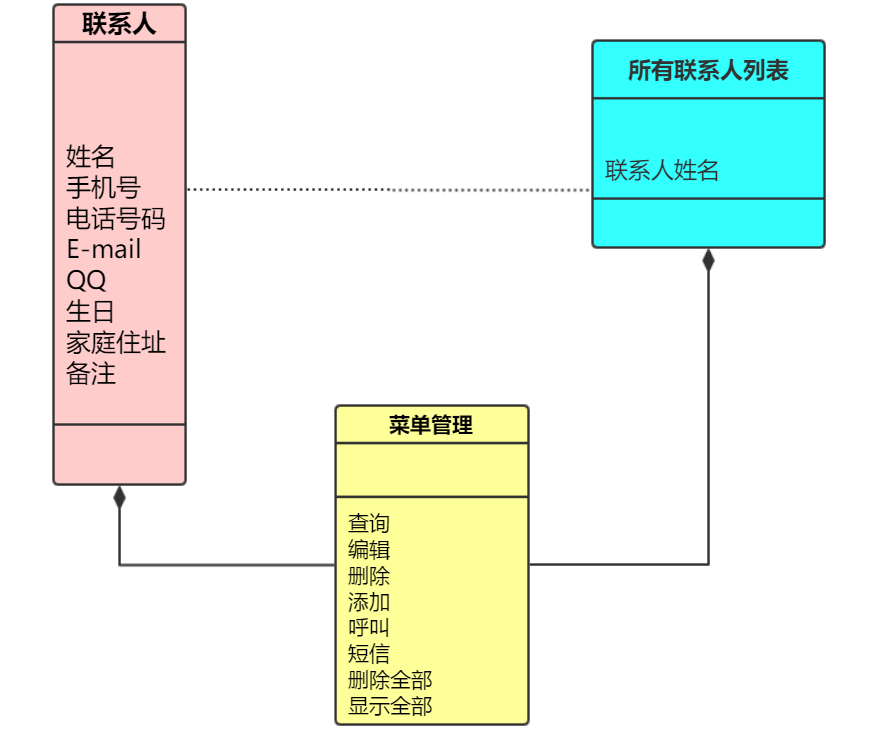 联系人
姓名
手机号
电话号码
E-mail
QQ
生日
家庭住址
备注
所有联系人列表
联系人姓名
菜单管理
查询
编辑
删除
添加
呼叫
短信
删除全部
显示全部